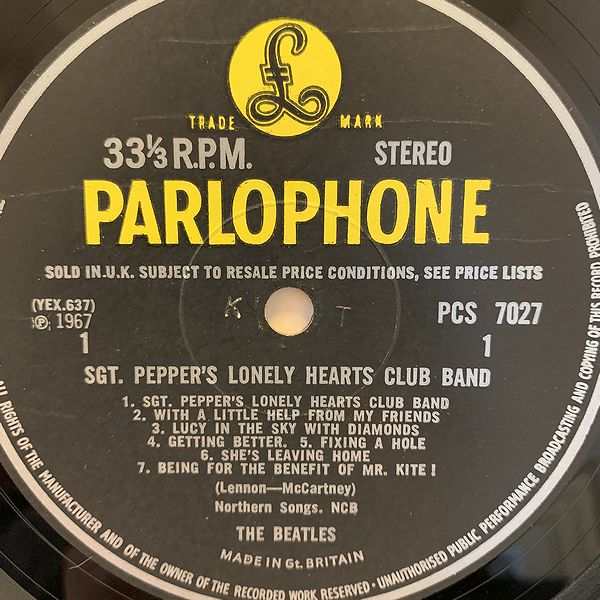 £
TRADE MARK
33⅓ R.P.M. STEREO
PARLOPHONE
SOLD IN U.K. SUBJECT TO RESALE PRICE CONDITIONS, SEE PRICE LISTS
(YEX.637)
Ⓟ 1967
1
K T
PCS 7027
1
SGT. PEPPER'S LONELY HEARTS CLUB BAND
1. SGT. PEPPER'S LONELY HEARTS CLUB BAND
2. WITH A LITTLE HELP FROM MY FRIENDS
3. LUCY IN THE SKY WITH DIAMONDS
4. GETTING BETTER. 5. FIXING A HOLE
6. SHE'S LEAVING HOME
7. BEING FOR THE BENEFIT OF MR. KITE!
(Lennon—McCartney)
Northern Songs. NCB
THE BEATLES
MADE IN Gt. BRITAIN
ALL RIGHTS OF THE MANUFACTURER AND OF THE OWNER OF THE RECORDED WORK RESERVED · UNAUTHORISED PUBLIC PERFORMANCE BROADCASTING AND COPYING OF THIS RECORD PROHIBITED